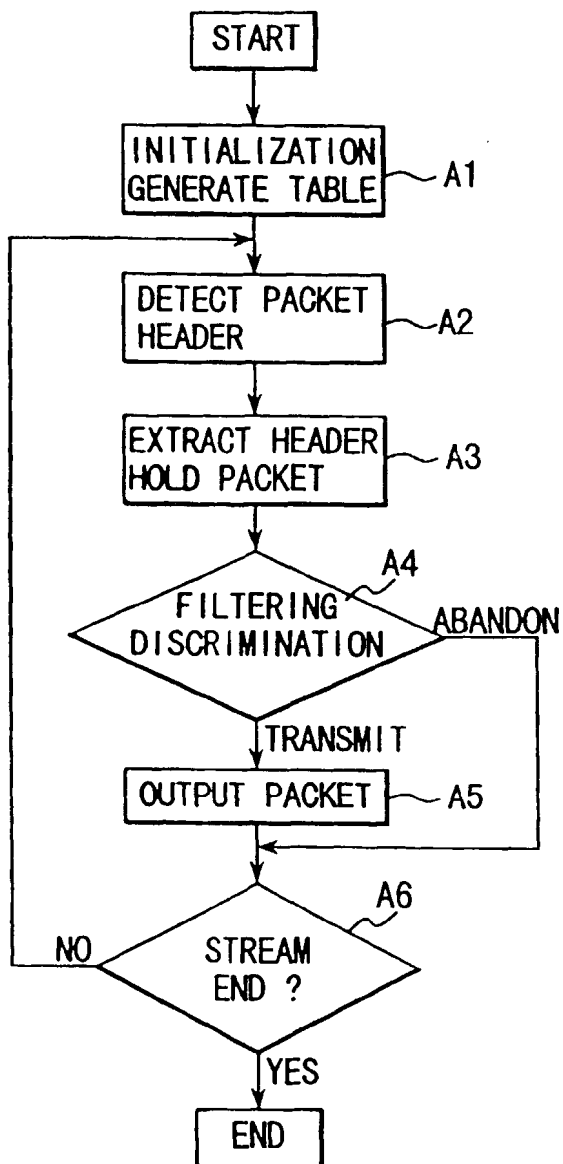 START
INITIALIZATION
GENERATE TABLE
A1
DETECT PACKET
HEADER
A2
EXTRACT HEADER
HOLD PACKET
A3
A4
FILTERING
DISCRIMINATION
ABANDON
TRANSMIT
OUTPUT PACKET
A5
A6
NO
STREAM
END ?
YES
END